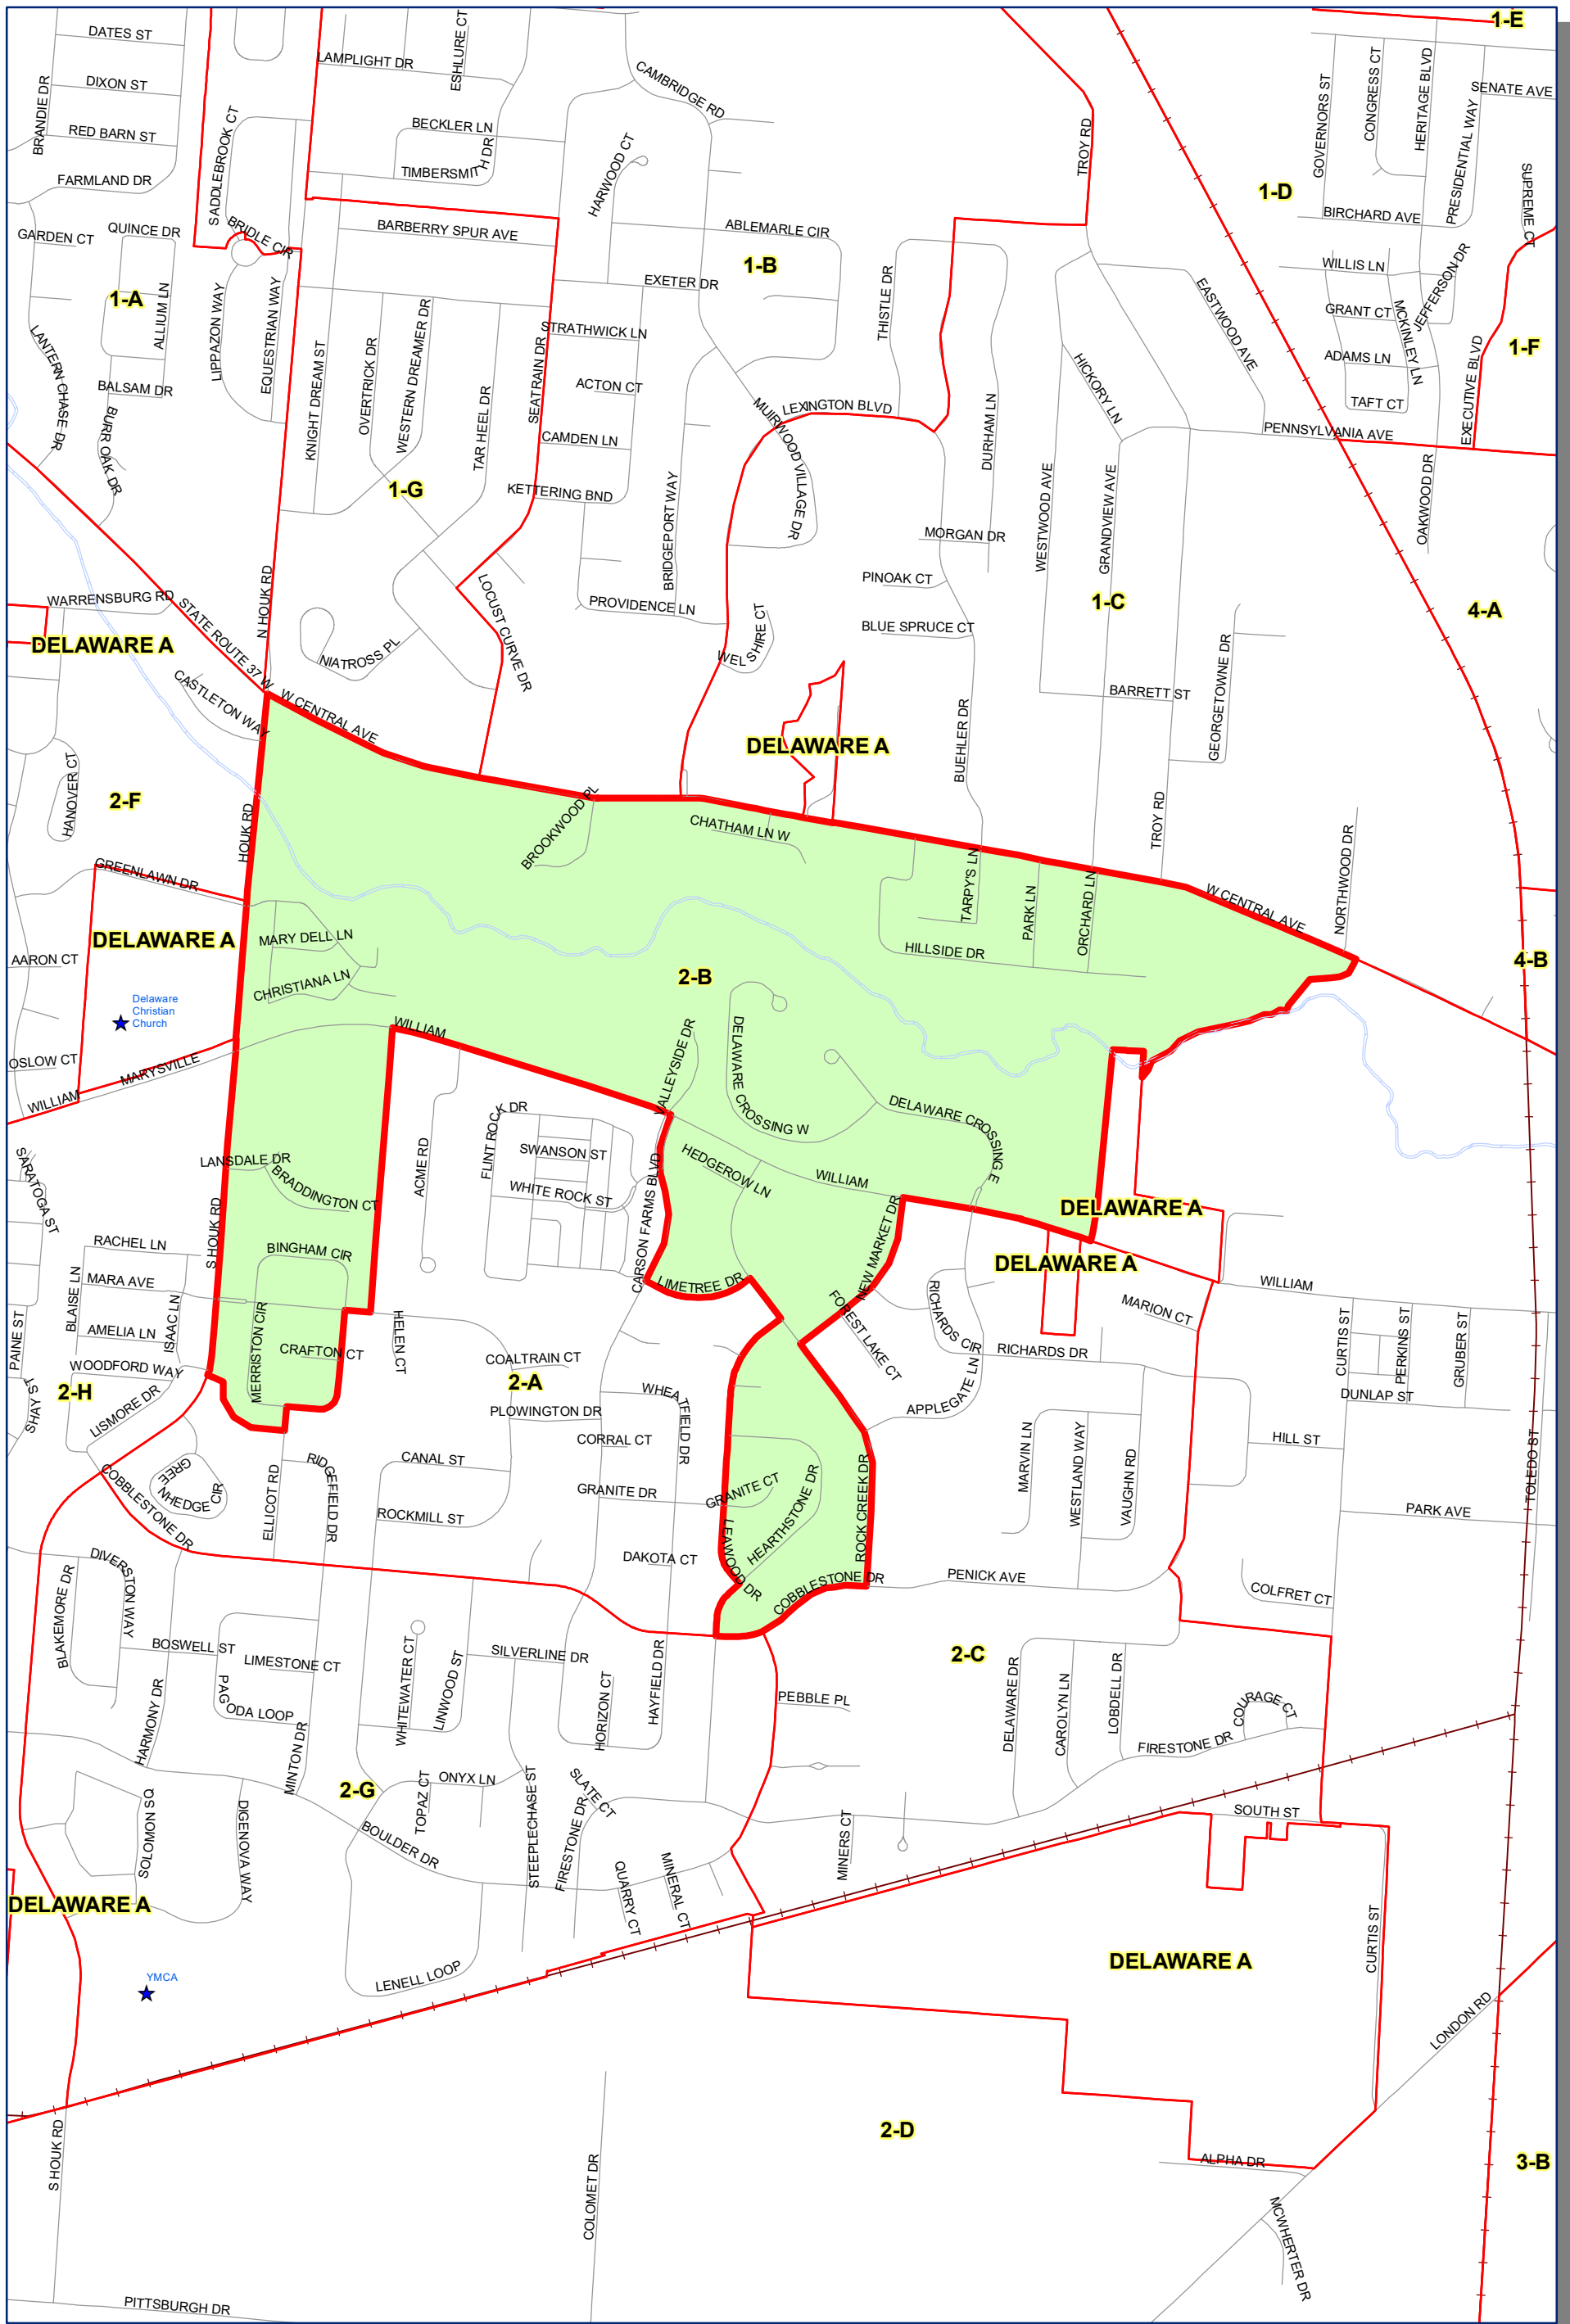 1-E
DATES ST
LAMPLIGHT DR
ESHLURE CT
CAMBRIDGE RD
DIXON ST
BRANDIE DR
RED BARN ST
SADDLEBROOK CT
BECKLER LN
TIMBERSMITH DR
HARWOOD CT
TROY RD
GOVERNORS ST
CONGRESS CT
HERITAGE BLVD
PRESIDENTIAL WAY
SENATE AVE
SUPREME CT
FARMLAND DR
1-D
BIRCHARD AVE
GARDEN CT
QUINCE DR
BRIDLE CIR
BARBERRY SPUR AVE
ABLEMARLE CIR
1-B
EXETER DR
WILLIS LN
JEFFERSON DR
1-A
ALLIUM LN
LIPPAZON WAY
EQUESTRIAN WAY
KNIGHT DREAM ST
OVERTRICK DR
WESTERN DREAMER DR
TAR HEEL DR
SEATRAIN DR
STRATHWICK LN
THISTLE DR
EASTWOOD AVE
GRANT CT
MCKINLEY LN
1-F
LANTERN CHASE DR
BALSAM DR
BURR OAK DR
ACTON CT
ADAMS LN
EXECUTIVE BLVD
HICKORY LN
TAFT CT
LEXINGTON BLVD
MUIRWOOD VILLAGE DR
DURHAM LN
PENNSYLVANIA AVE
CAMDEN LN
OAKWOOD DR
1-G
KETTERING BND
BRIDGEPORT WAY
WESTWOOD AVE
GRANDVIEW AVE
MORGAN DR
PINOAK CT
1-C
4-A
WARRENSBURG RD
STATE ROUTE 37 W
N HOUK RD
LOCUST CURVE DR
PROVIDENCE LN
WELSHIRE CT
BLUE SPRUCE CT
GEORGETOWNE DR
DELAWARE A
NIATROSS PL
CASTLETON WAY
W CENTRAL AVE
BARRETT ST
BUEHLER DR
DELAWARE A
HANOVER CT
2-F
HOUK RD
BROOKWOOD PL
CHATHAM LN W
TROY RD
NORTHWOOD DR
GREENLAWN DR
TARPY'S LN
PARK LN
ORCHARD LN
W CENTRAL AVE
DELAWARE A
MARY DELL LN
HILLSIDE DR
AARON CT
CHRISTIANA LN
2-B
4-B
Delaware
Christian
Church
WILLIAM
VALLEYSIDE DR
DELAWARE CROSSING W
OSLOW CT
MARYSVILLE
WILLIAM
DELAWARE CROSSING E
FLINT ROCK DR
SWANSON ST
ACME RD
HEDGEROW LN
WILLIAM
SARATOGA ST
LANSDALE DR
BRADDINGTON CT
WHITE ROCK ST
CARSON FARMS BLVD
NEW MARKET DR
DELAWARE A
S HOUK RD
RACHEL LN
BINGHAM CIR
DELAWARE A
MARA AVE
LIMETREE DR
WILLIAM
BLAISE LN
ISAAC LN
AMELIA LN
PAINE ST
MERRISTON CIR
CRAFTON CT
HELEN CT
FOREST LAKE CT
RICHARDS CIR
MARION CT
CURTIS ST
PERKINS ST
GRUBER ST
WOODFORD WAY
COALTRAIN CT
RICHARDS DR
2-H
2-A
SHAY ST
LISMORE DR
PLOWINGTON DR
WHEATFIELD DR
APPLEGATE LN
DUNLAP ST
CORRAL CT
HILL ST
CANAL ST
RIDGEFIELD DR
GREENHEDGE CIR
COBBLESTONE DR
ELLICOT RD
ROCKMILL ST
GRANITE DR
GRANITE CT
HEARTHSTONE DR
LEAWOOD DR
ROCK CREEK DR
MARVIN LN
WESTLAND WAY
VAUGHN RD
PARK AVE
TOLEDO ST
DAKOTA CT
COBBLESTONE DR
PENICK AVE
COLFRET CT
BLAKEMORE DR
DIVERSTON WAY
BOSWELL ST
LIMESTONE CT
PAGODA LOOP
HARMONY DR
MINTON DR
WHITEWATER CT
LINWOOD ST
SILVERLINE DR
HORIZON CT
HAYFIELD DR
PEBBLE PL
2-C
DELAWARE DR
CAROLYN LN
LOBDELL DR
COURAGE CT
FIRESTONE DR
2-G
ONYX LN
TOPAZ CT
STEEPLECHASE ST
SLATE CT
FIRESTONE DR
SOLOMON SQ
DIGENOVA WAY
BOULDER DR
QUARRY CT
MINERAL CT
MINERS CT
SOUTH ST
DELAWARE A
CURTIS ST
DELAWARE A
YMCA
LENELL LOOP
LONDON RD
S HOUK RD
COLOMET DR
2-D
ALPHA DR
3-B
MCWHERTER DR
PITTSBURGH DR